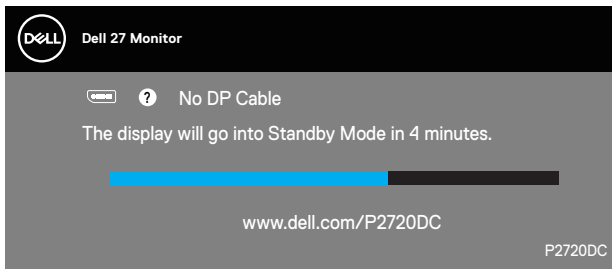 DELL
Dell 27 Monitor
? No DP Cable
The display will go into Standby Mode in 4 minutes.
www.dell.com/P2720DC
P2720DC